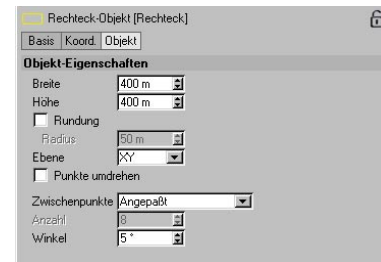 Rechteck-Objekt [Rechteck]
Basis Koord. Objekt
Objekt-Eigenschaften
Breite 400 m
Höhe 400 m
Rundung
Radius 50 m
Ebene XY
Punkte umdrehen
Zwischenpunkte Angepaßt
Anzahl 8
Winkel 5 °